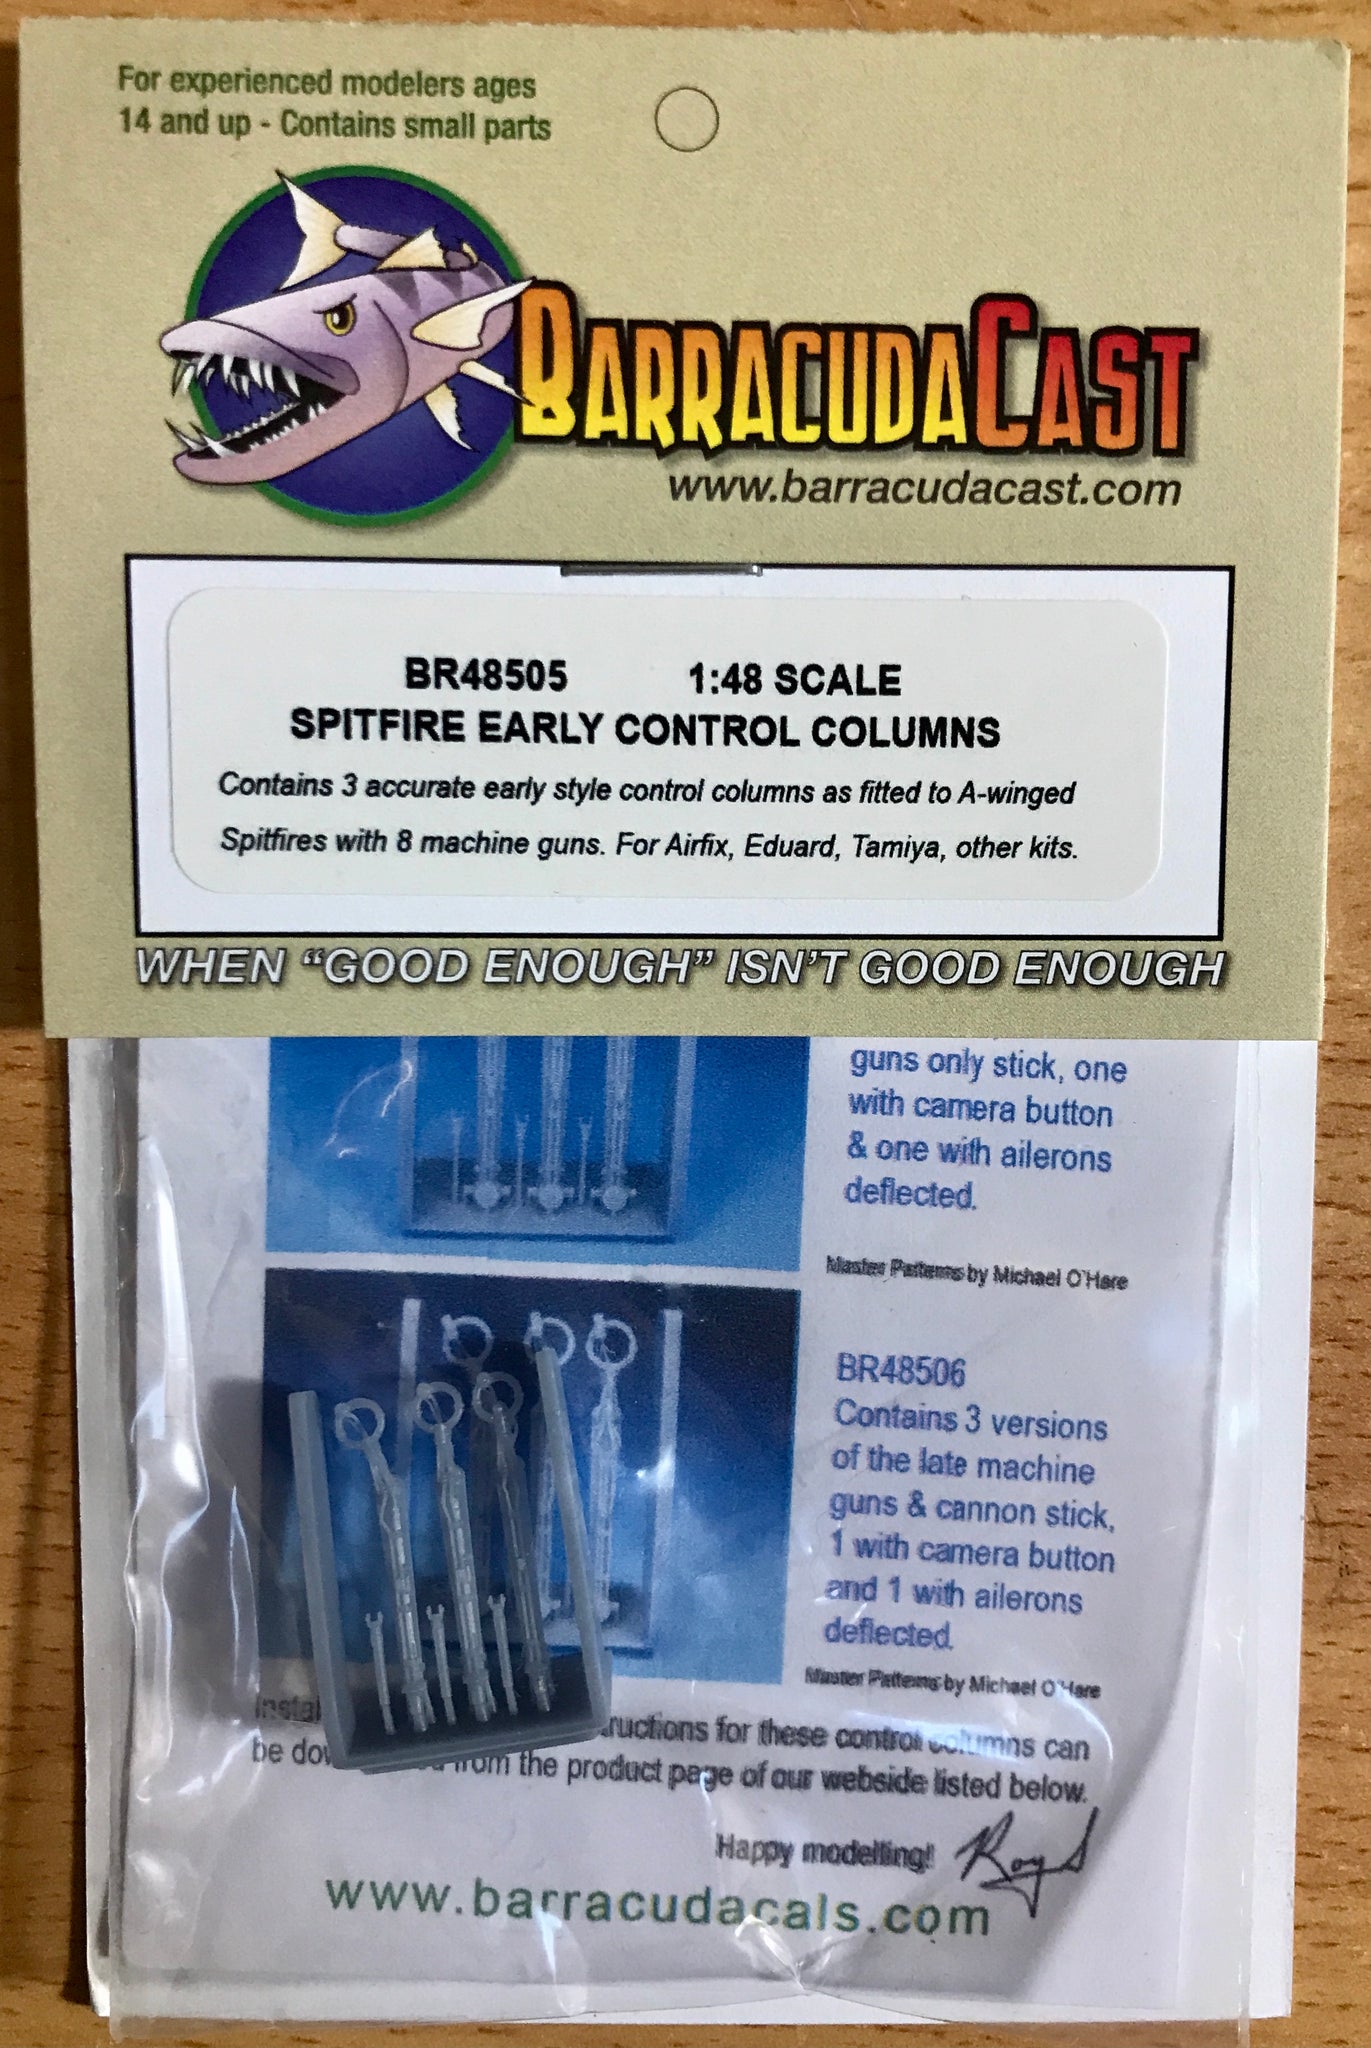 For experienced modelers ages
14 and up - Contains small parts
BARRACUDACAST
www.barracudacast.com
BR48505 1:48 SCALE
SPITFIRE EARLY CONTROL COLUMNS
Contains 3 accurate early style control columns as fitted to A-winged
Spitfires with 8 machine guns. For Airfix, Eduard, Tamiya, other kits.
WHEN “GOOD ENOUGH” ISN'T GOOD ENOUGH
guns only stick, one
with camera button
& one with ailerons
deflected.
Master Patterns by Michael O'Hare
BR48506
Contains 3 versions
of the late machine
guns & cannon stick,
1 with camera button
and 1 with ailerons
deflected.
Master Patterns by Michael O'Hare
for these control columns can
be from the product page of our webside listed below.
Happy modelling! Roy S
www.barracudacals.com